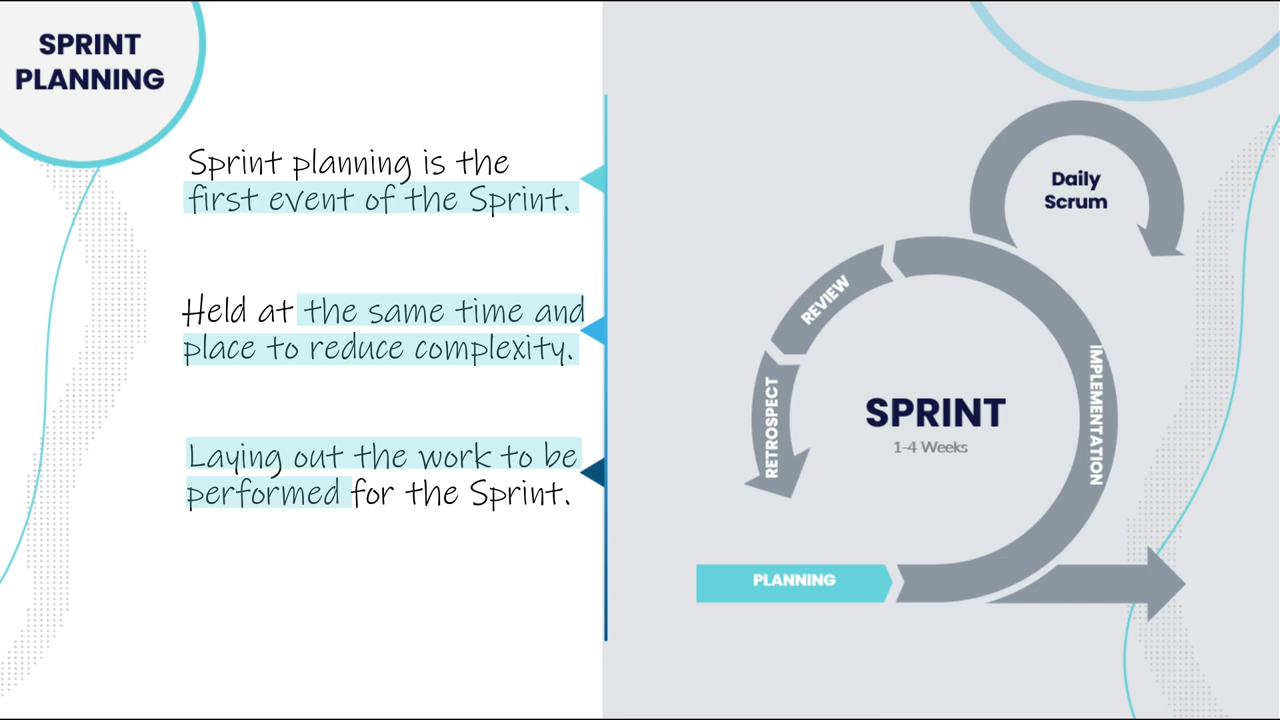 SPRINT
PLANNING
Sprint planning is the
first event of the Sprint.
Held at the same time and
place to reduce complexity.
Laying out the work to be
performed for the Sprint.
Daily
Scrum
REVIEW
RETROSPECT
IMPLEMENTATION
SPRINT
1-4 Weeks
PLANNING